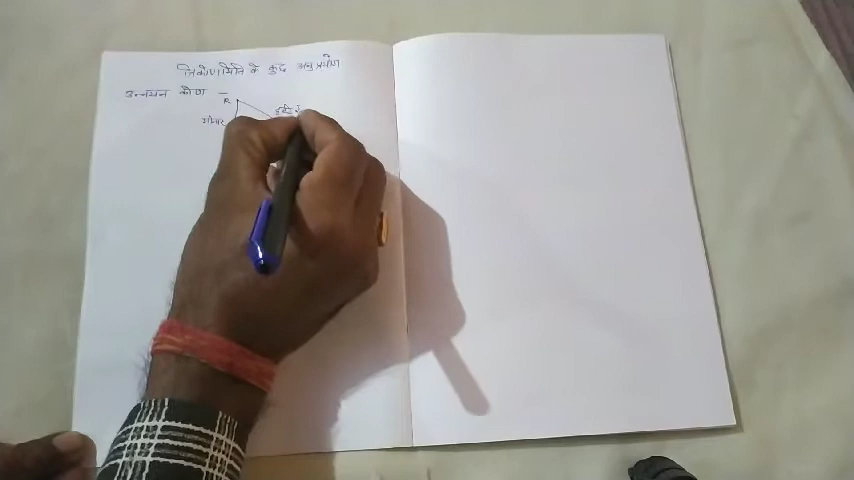 त्रिकोणमिति के कुछ अनुप्रयोग
उन्नयन कोण –
R
मीनार